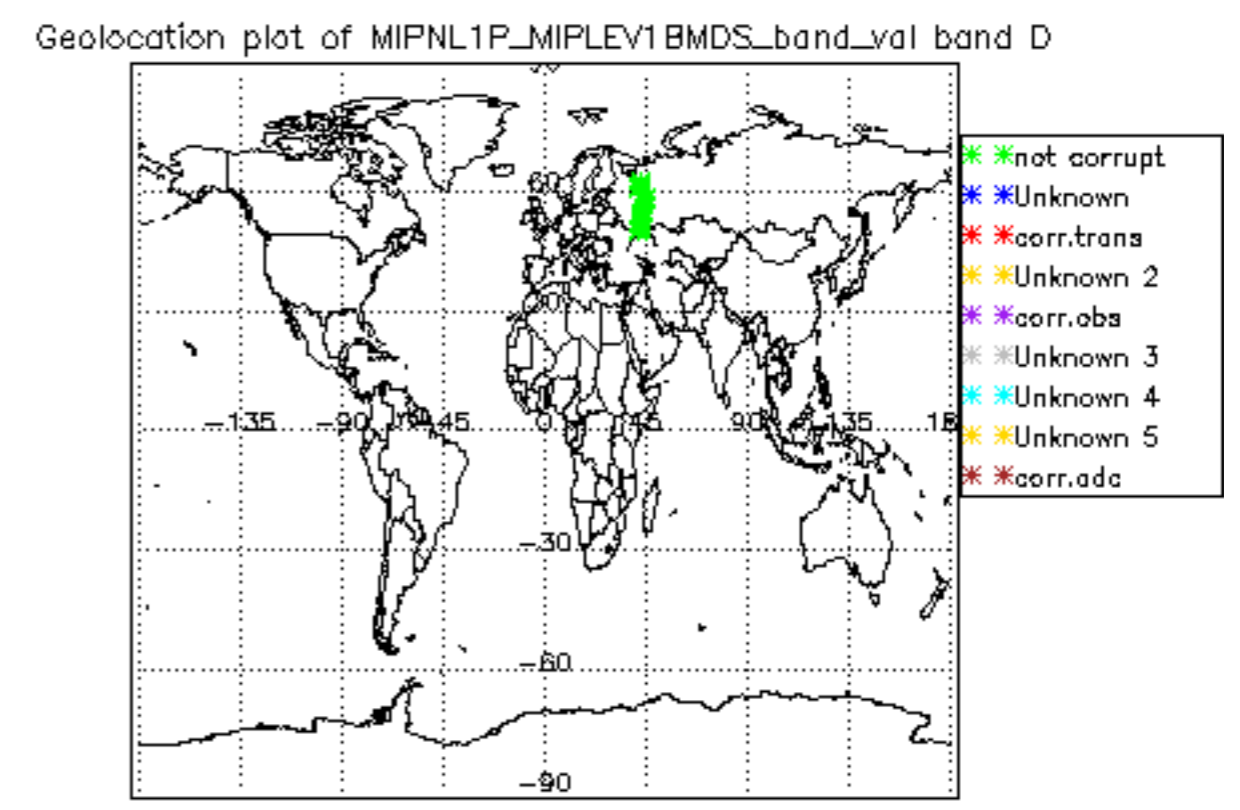 Geolocation plot of MIPNL1P_MIPLEV1BMDS_band_val band D
not corrupt
Unknown
corr.trans
Unknown 2
corr.obs
Unknown 3
Unknown 4
Unknown 5
corr.adc
60
-135 -90 -45 0 45 90 135
-30
-60
-90